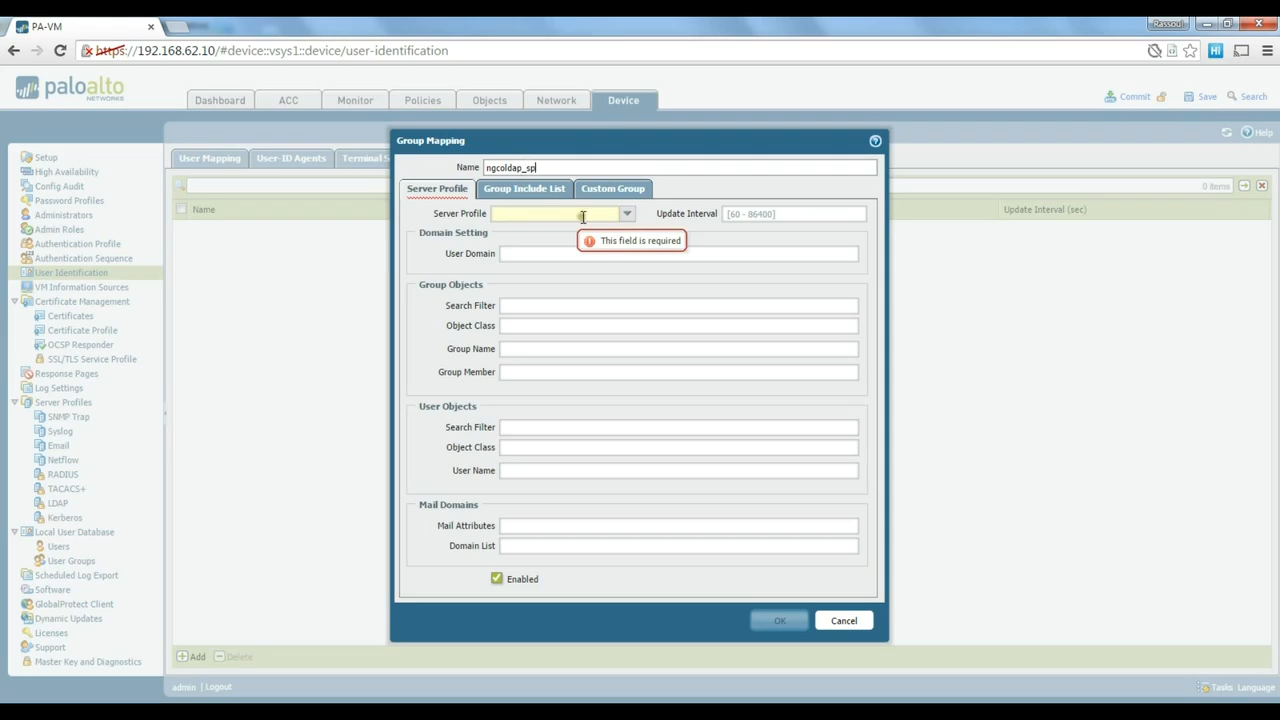 PA-VM
Rassoul
https://192.168.62.10/#device::vsys1::device/user-identification
Hi
paloalto
NETWORKS
Dashboard
ACC
Monitor
Policies
Objects
Network
Device
Commit
Save
Search
Help
Setup
High Availability
Config Audit
Password Profiles
Administrators
Admin Roles
Authentication Profile
Authentication Sequence
User Identification
VM Information Sources
Certificate Management
Certificates
Certificate Profile
OCSP Responder
SSL/TLS Service Profile
Response Pages
Log Settings
Server Profiles
SNMP Trap
Syslog
Email
Netflow
RADIUS
TACACS+
LDAP
Kerberos
Local User Database
Users
User Groups
Scheduled Log Export
Software
GlobalProtect Client
Dynamic Updates
Licenses
Support
Master Key and Diagnostics
User Mapping
User-ID Agents
Terminal S
0 items
Name
Update Interval (sec)
Group Mapping
Name ngcoldap_sp
Server Profile
Group Include List
Custom Group
Server Profile
Update Interval [60 - 86400]
This field is required
Domain Setting
User Domain
Group Objects
Search Filter
Object Class
Group Name
Group Member
User Objects
Search Filter
Object Class
User Name
Mail Domains
Mail Attributes
Domain List
Enabled
OK
Cancel
Add
Delete
admin | Logout
Tasks
Language